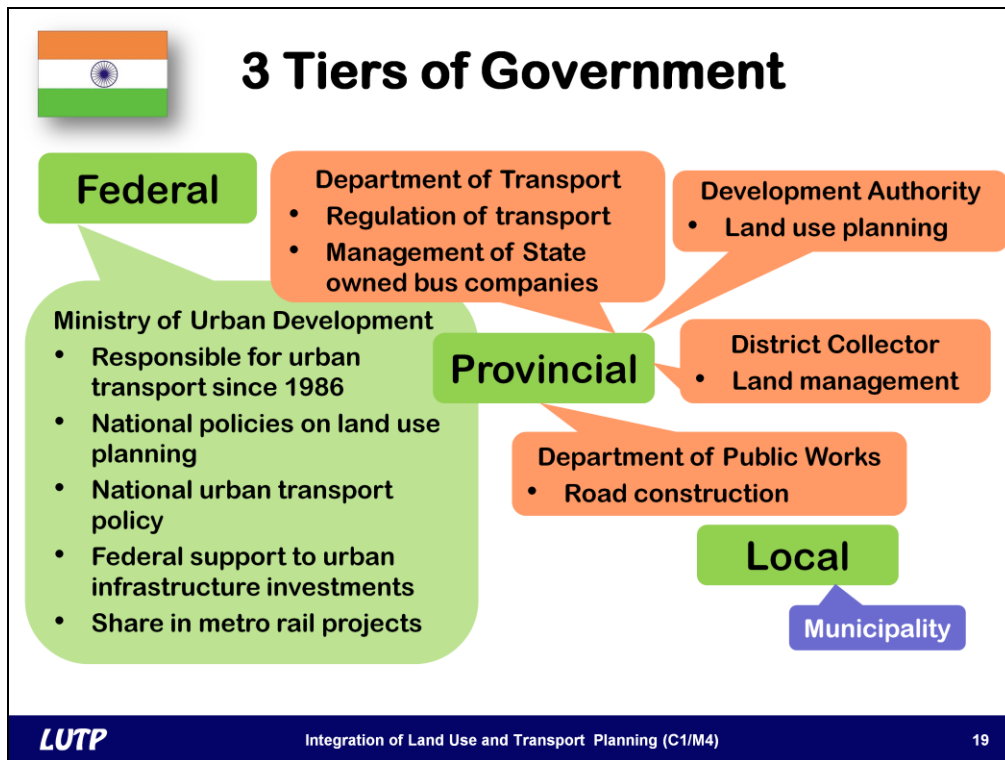 3 Tiers of Government
Federal
Ministry of Urban Development
• Responsible for urban
transport since 1986
• National policies on land use
planning
• National urban transport
policy
• Federal support to urban
infrastructure investments
• Share in metro rail projects
Department of Transport
• Regulation of transport
• Management of State
owned bus companies
Development Authority
• Land use planning
Provincial
District Collector
• Land management
Department of Public Works
• Road construction
Local
Municipality
LUTP
Integration of Land Use and Transport Planning (C1/M4)
19